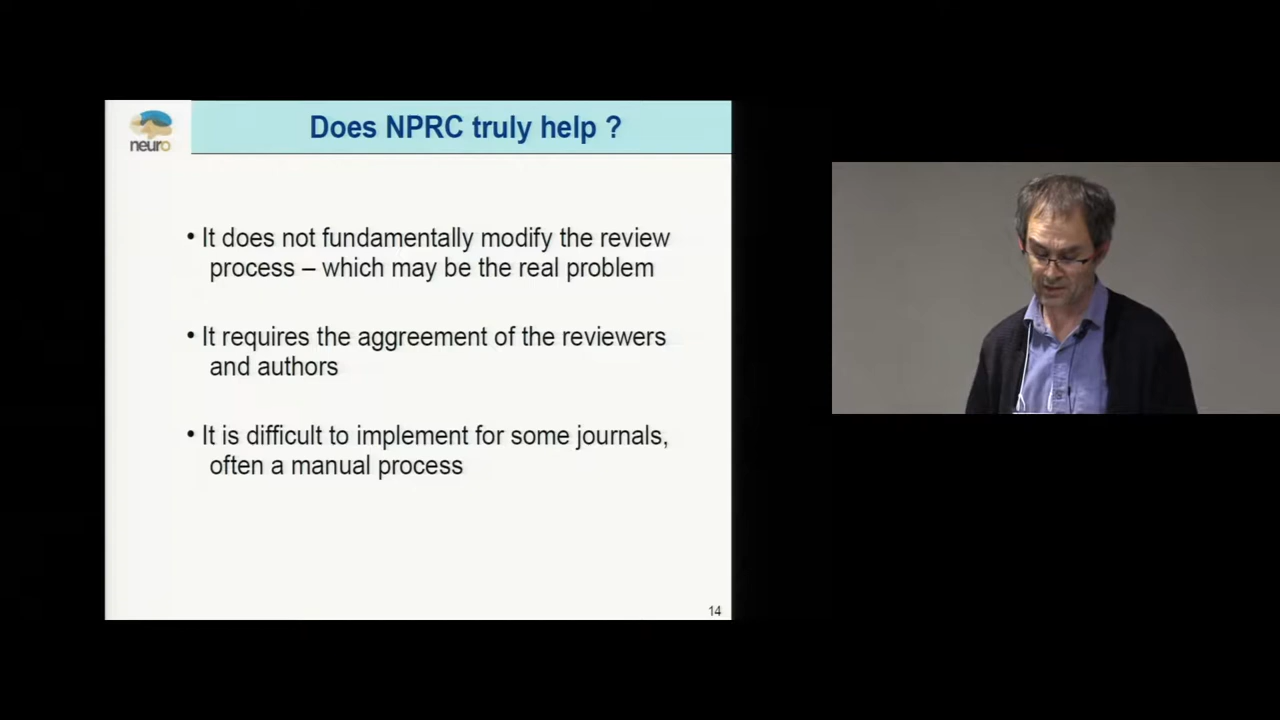 neuro
Does NPRC truly help ?
• It does not fundamentally modify the review
process – which may be the real problem
• It requires the aggreement of the reviewers
and authors
• It is difficult to implement for some journals,
often a manual process
14